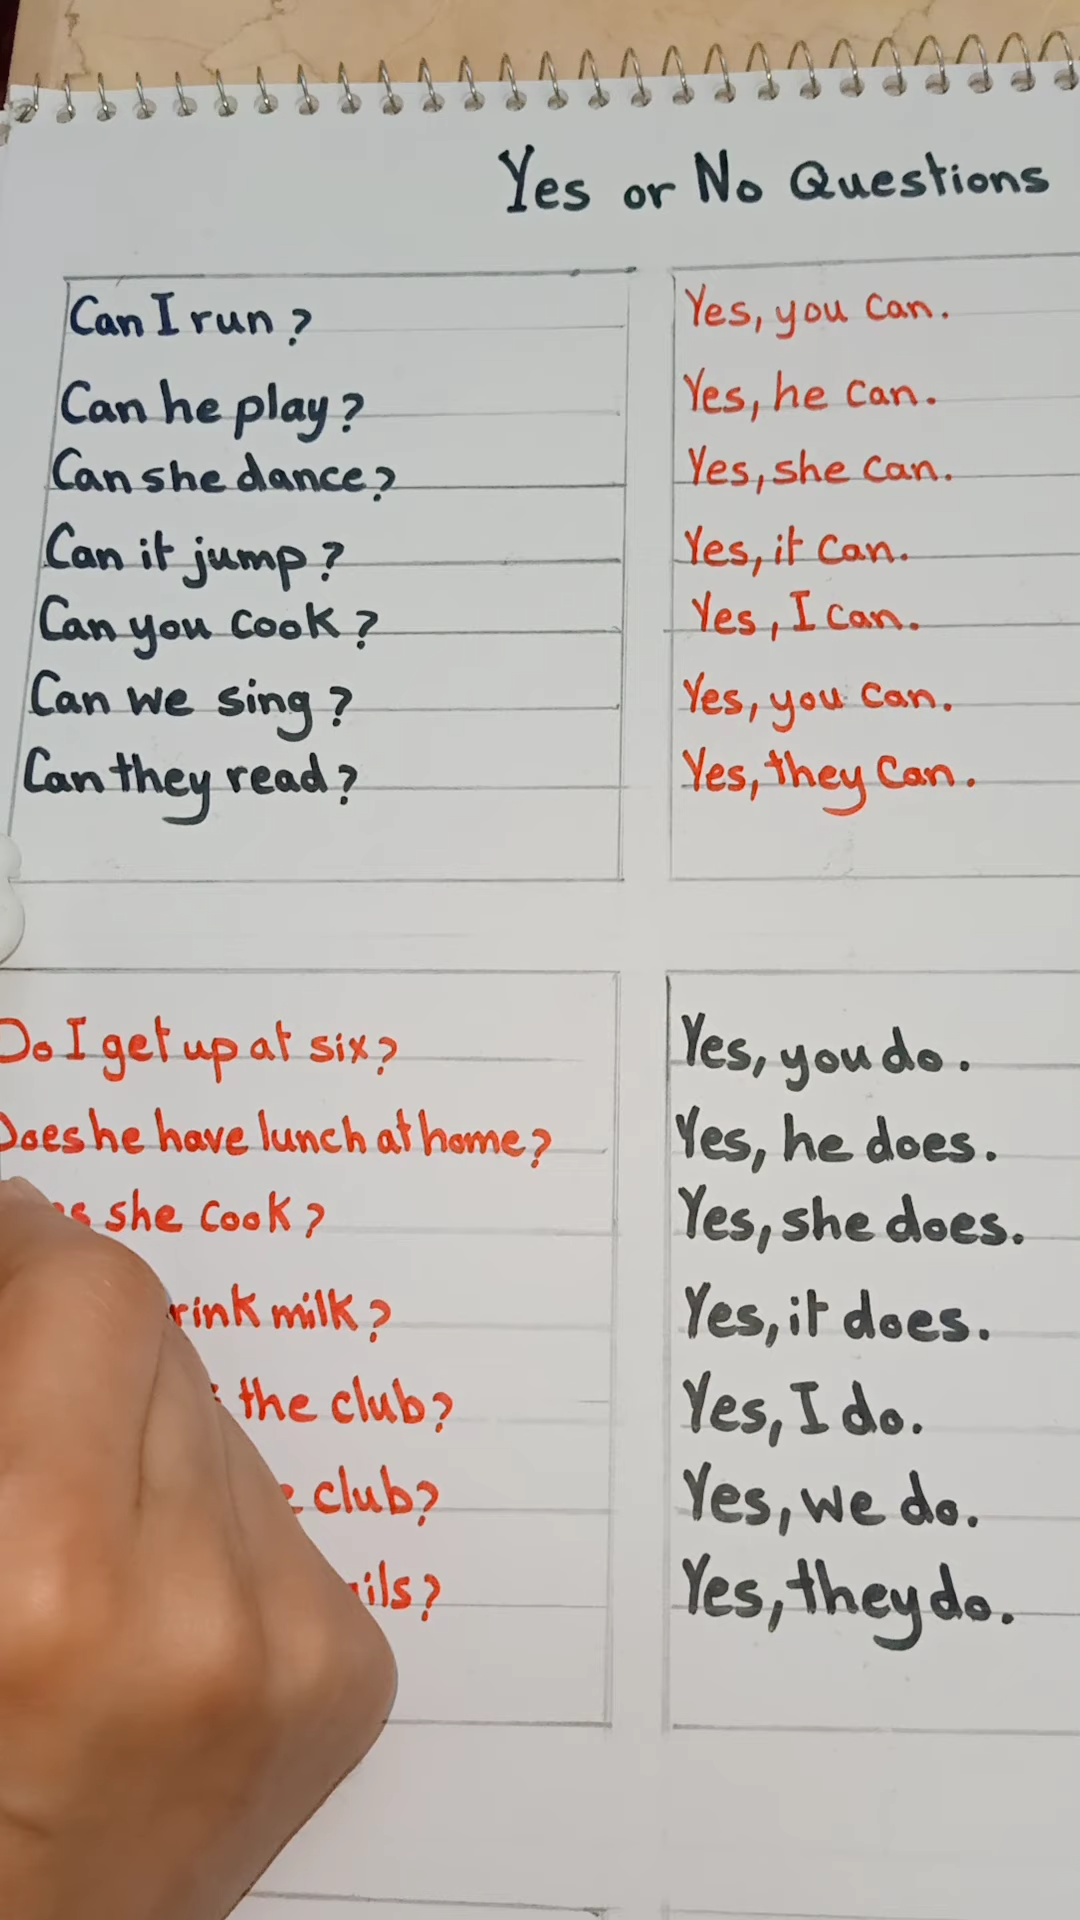 Yes or No Questions
Can I run?
Can he play?
Can she dance?
Can it jump?
Can you cook?
Can we sing?
Can they read?
Yes, you can.
Yes, he can.
Yes, she can.
Yes, it can.
Yes, I can.
Yes, you can.
Yes, they can.
Do I get up at six?
Does he have lunch at home?
she cook?
milk?
the club?
club?
Yes, you do.
Yes, he does.
Yes, she does.
Yes, it does.
Yes, I do.
Yes, we do.
Yes, they do.